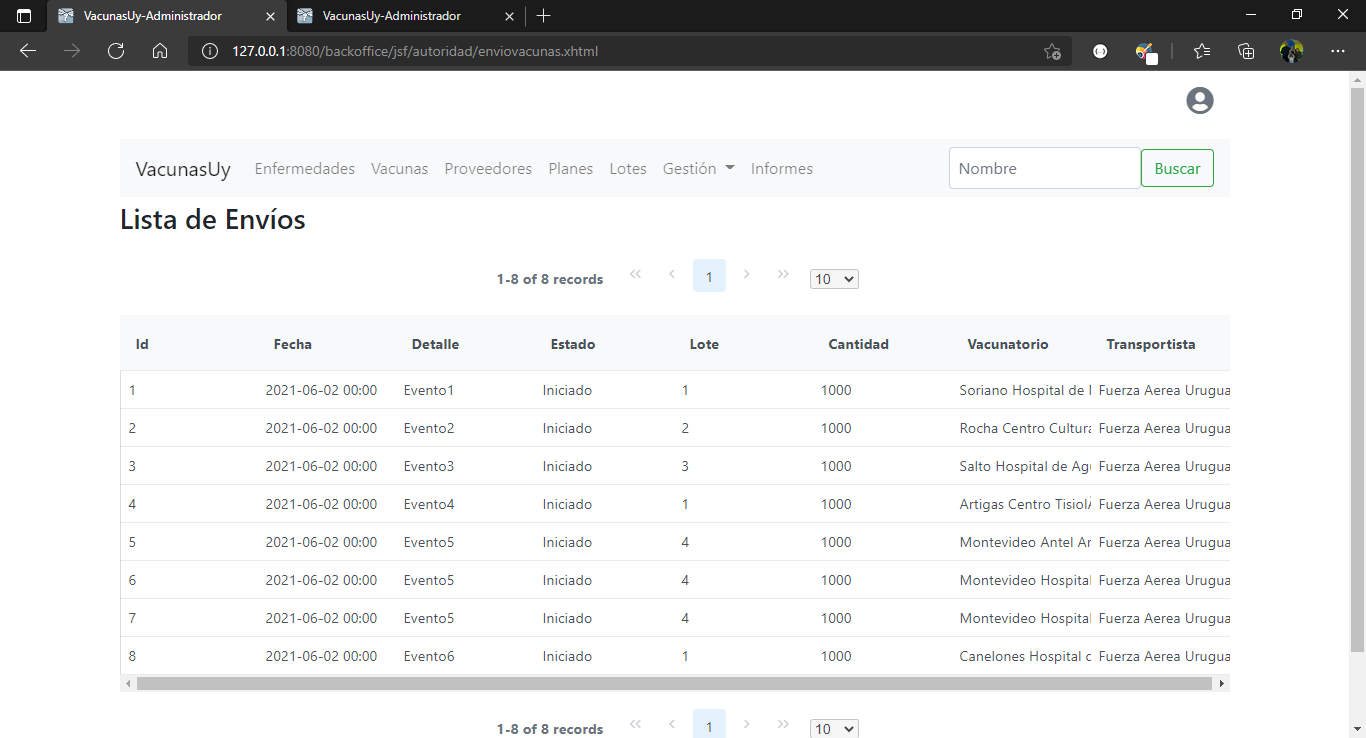 VacunasUy-Administrador VacunasUy-Administrador
127.0.0.1:8080/backoffice/jsf/autoridad/enviovacunas.xhtml
VacunasUy Enfermedades Vacunas Proveedores Planes Lotes Gestión Informes Nombre Buscar
Lista de Envíos
1-8 of 8 records 1 10
Id Fecha Detalle Estado Lote Cantidad Vacunatorio Transportista
1 2021-06-02 00:00 Evento1 Iniciado 1 1000 Soriano Hospital de Fuerza Aerea Urugua
2 2021-06-02 00:00 Evento2 Iniciado 2 1000 Rocha Centro Cultura Fuerza Aerea Urugua
3 2021-06-02 00:00 Evento3 Iniciado 3 1000 Salto Hospital de Agu Fuerza Aerea Urugua
4 2021-06-02 00:00 Evento4 Iniciado 1 1000 Artigas Centro TisiolÃ Fuerza Aerea Urugua
5 2021-06-02 00:00 Evento5 Iniciado 4 1000 Montevideo Antel Ar Fuerza Aerea Urugua
6 2021-06-02 00:00 Evento5 Iniciado 4 1000 Montevideo Hospital Fuerza Aerea Urugua
7 2021-06-02 00:00 Evento5 Iniciado 4 1000 Montevideo Hospital Fuerza Aerea Urugua
8 2021-06-02 00:00 Evento6 Iniciado 1 1000 Canelones Hospital Fuerza Aerea Urugua
1-8 of 8 records 1 10